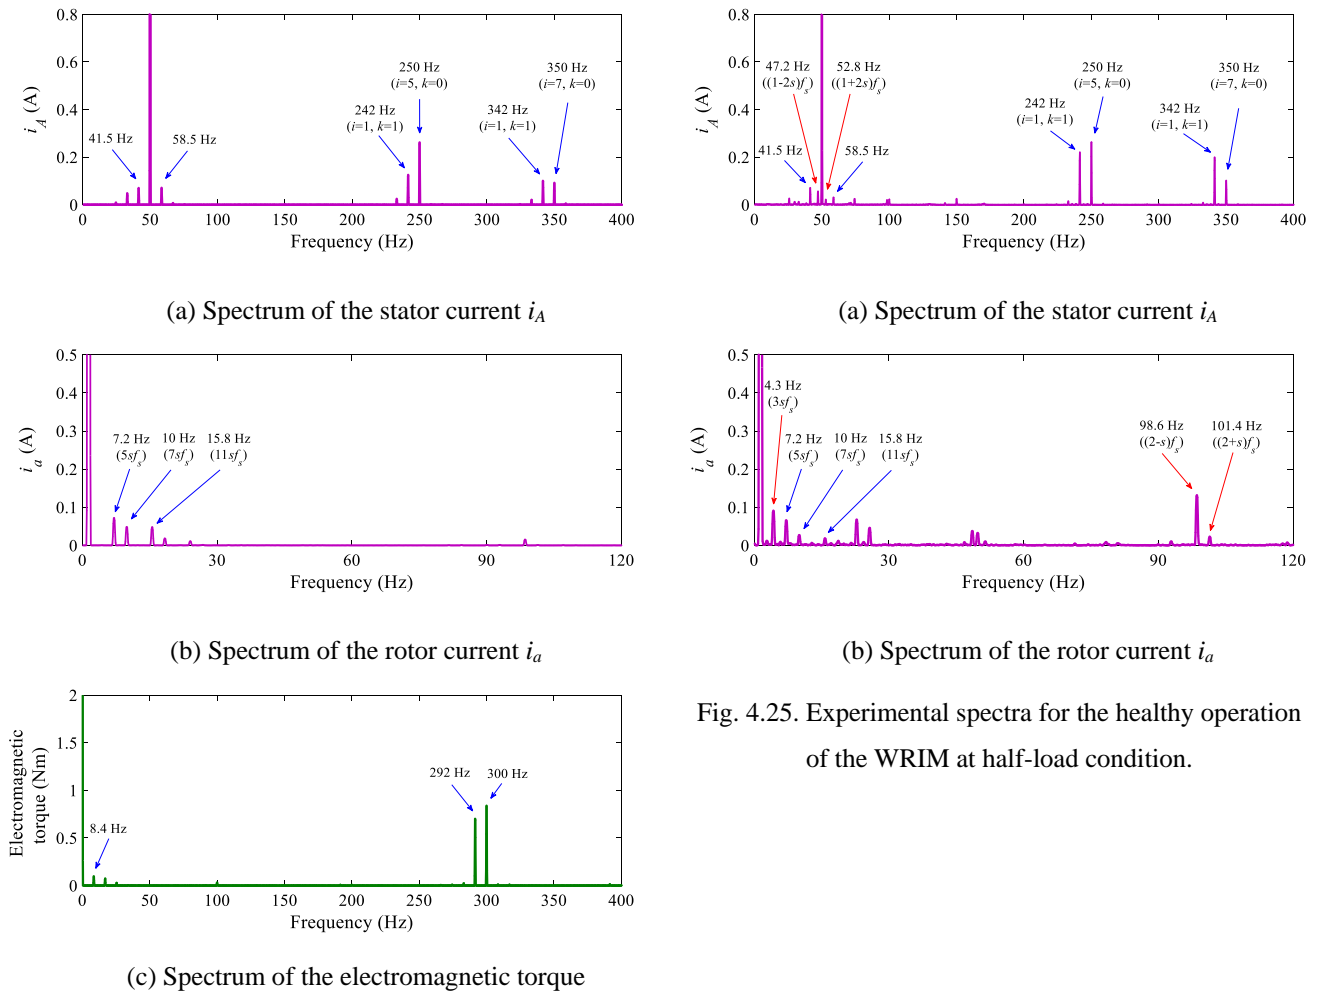 0.8
0.6
0.4
0.2
0
i_A (A)
41.5 Hz
58.5 Hz
242 Hz
(i=1, k=1)
250 Hz
(i=5, k=0)
342 Hz
(i=1, k=1)
350 Hz
(i=7, k=0)
0 50 100 150 200 250 300 350 400
Frequency (Hz)
(a) Spectrum of the stator current i_A
0.5
0.4
0.3
0.2
0.1
0
i_a (A)
7.2 Hz
(5sf_s)
10 Hz
(7sf_s)
15.8 Hz
(11sf_s)
0 30 60 90 120
Frequency (Hz)
(b) Spectrum of the rotor current i_a
2
1.5
1
0.5
0
Electromagnetic
torque (Nm)
8.4 Hz
292 Hz
300 Hz
0 50 100 150 200 250 300 350 400
Frequency (Hz)
(c) Spectrum of the electromagnetic torque
0.8
0.6
0.4
0.2
0
i_A (A)
47.2 Hz
((1-2s)f_s)
52.8 Hz
((1+2s)f_s)
41.5 Hz
58.5 Hz
242 Hz
(i=1, k=1)
250 Hz
(i=5, k=0)
342 Hz
(i=1, k=1)
350 Hz
(i=7, k=0)
0 50 100 150 200 250 300 350 400
Frequency (Hz)
(a) Spectrum of the stator current i_A
0.5
0.4
0.3
0.2
0.1
0
i_a (A)
4.3 Hz
(3sf_s)
7.2 Hz
(5sf_s)
10 Hz
(7sf_s)
15.8 Hz
(11sf_s)
98.6 Hz
((2-s)f_s)
101.4 Hz
((2+s)f_s)
0 30 60 90 120
Frequency (Hz)
(b) Spectrum of the rotor current i_a
Fig. 4.25. Experimental spectra for the healthy operation
of the WRIM at half-load condition.